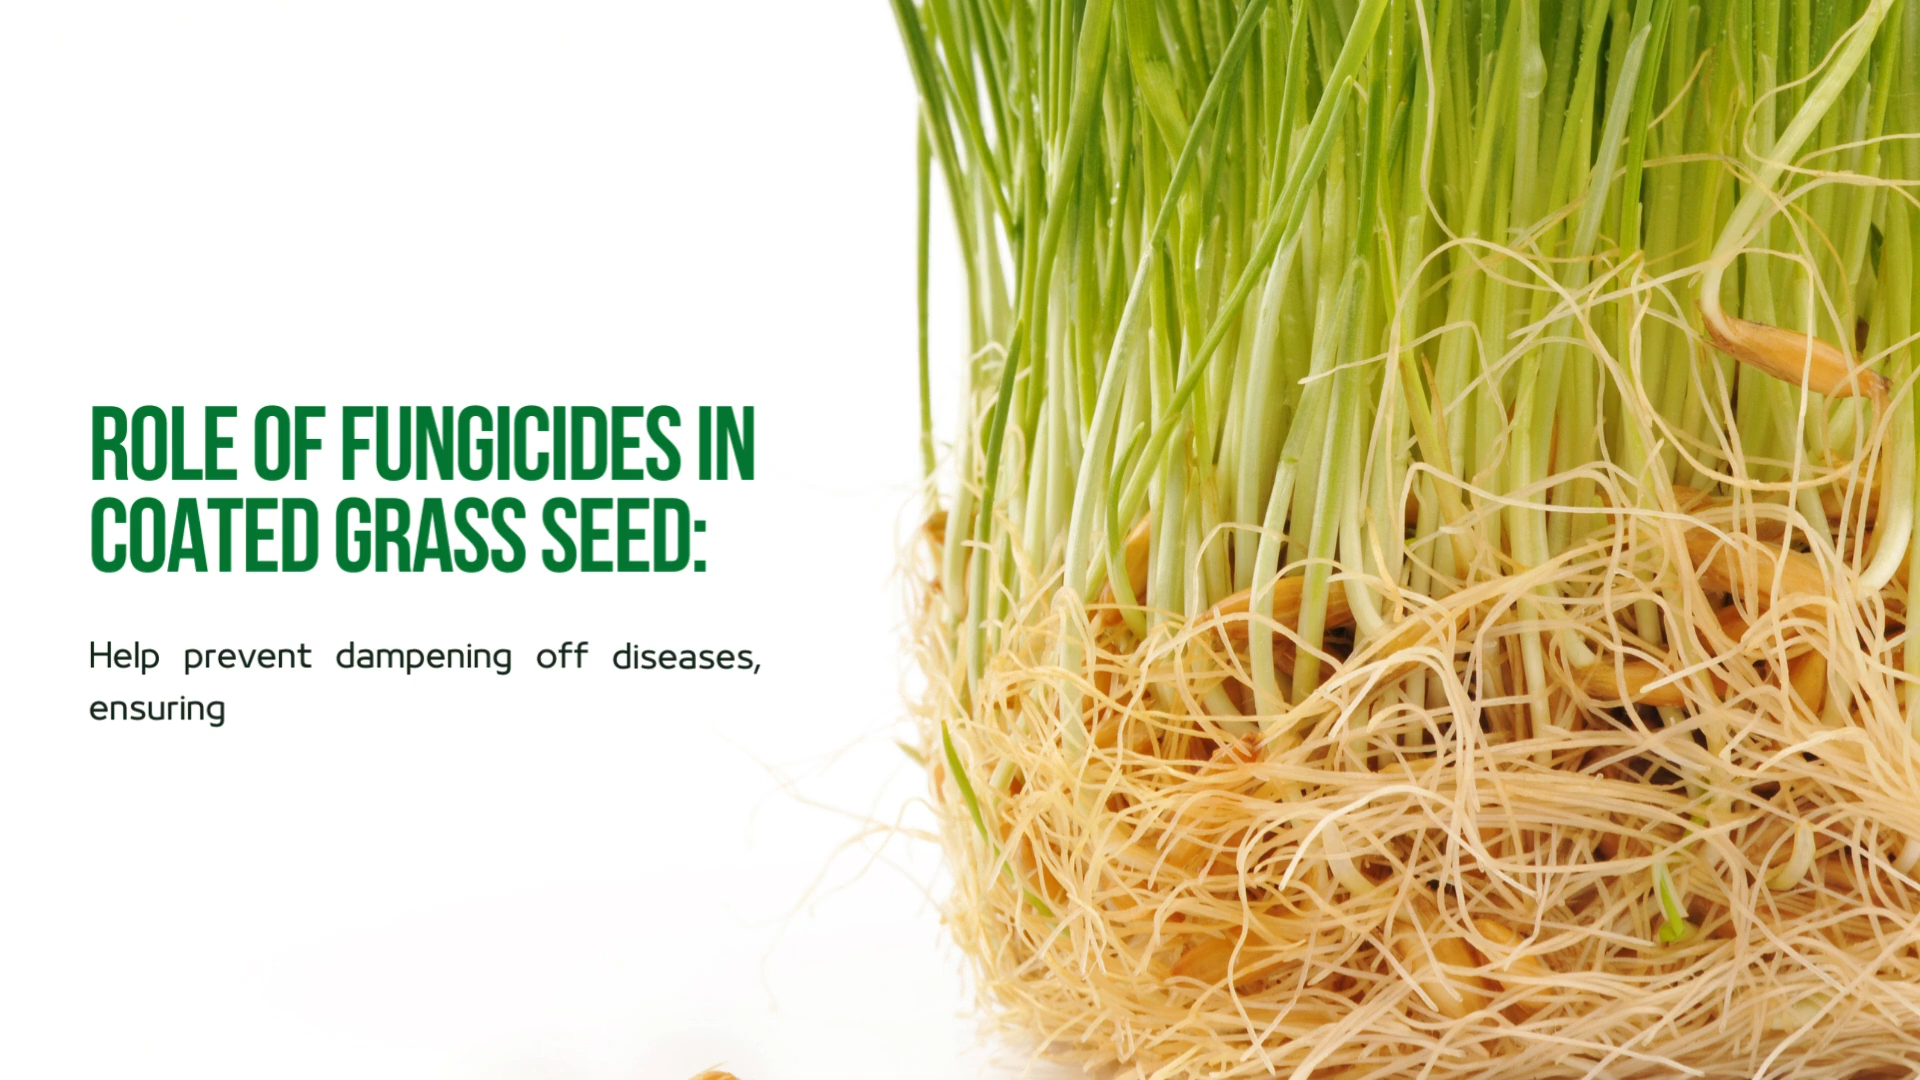 ROLE OF FUNGICIDES IN
COATED GRASS SEED:
Help prevent dampening off diseases,
ensuring